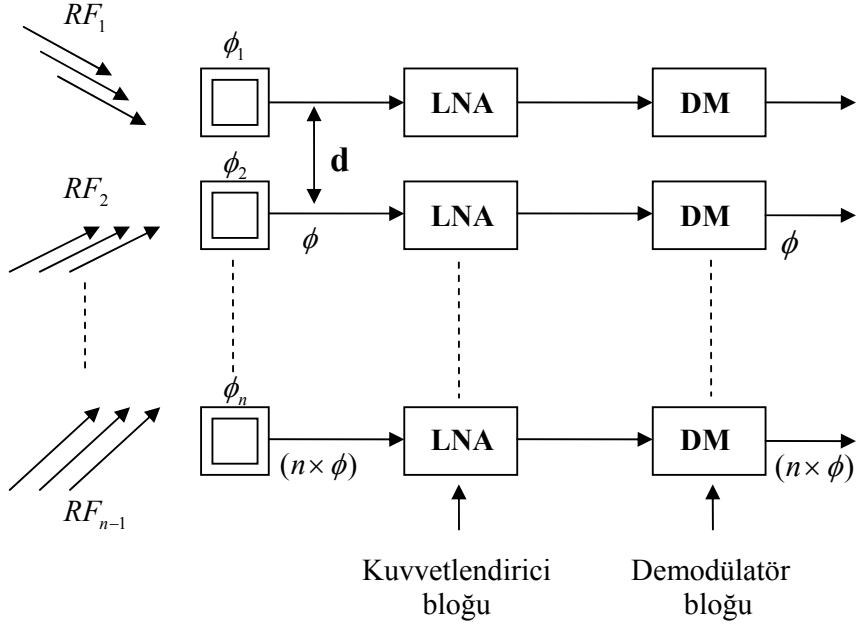 RF₁
ϕ₁
LNA
DM
d
RF₂
ϕ₂
LNA
DM
ϕ
ϕ
ϕₙ
LNA
DM
(n × ϕ)
(n × ϕ)
RFₙ₋₁
Kuvvetlendirici
bloğu
Demodülatör
bloğu